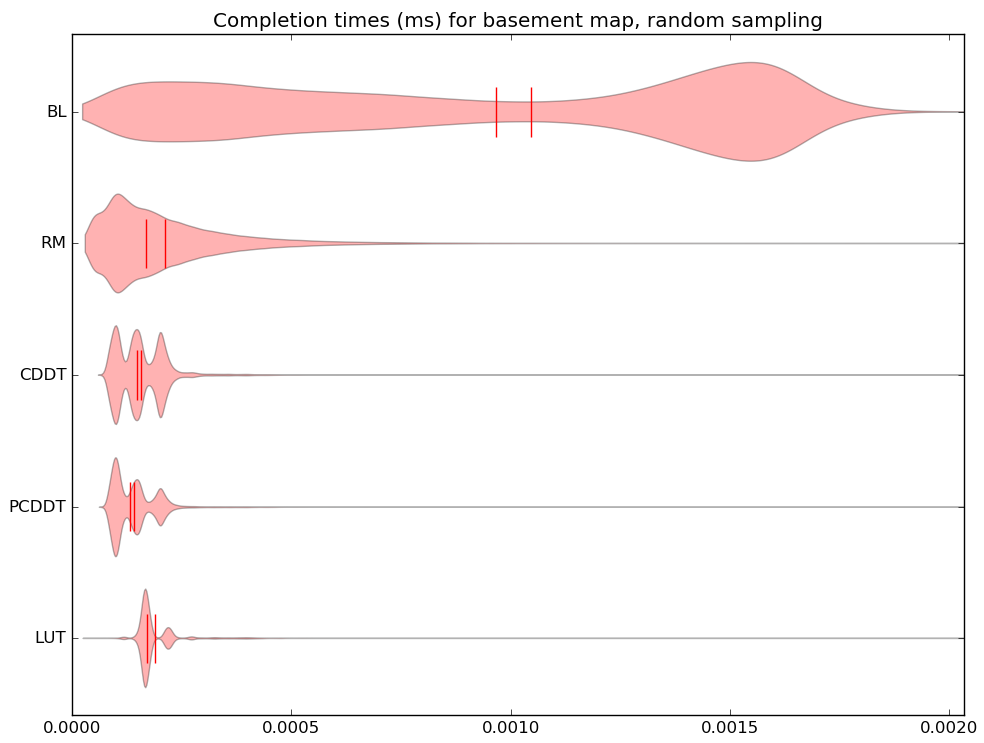 Completion times (ms) for basement map, random sampling
BL
RM
CDDT
PCDDT
LUT
0.0000 0.0005 0.0010 0.0015 0.0020